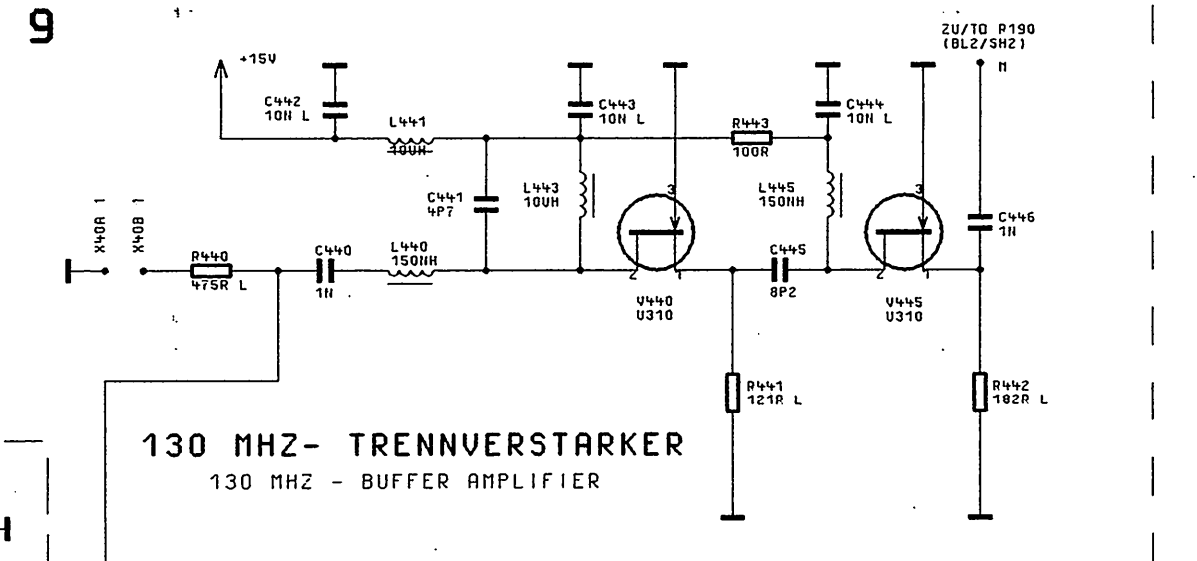 9
ZU/TO R190
(BL2/SH2)
M
+15V
C442
10N L
L441
10UH
C443
10N L
R443
100R
C444
10N L
C441
4P7
L443
10UH
3
L445
150NH
3
C446
1N
X40A 1
X40B 1
R440
475R L
C440
1N
L440
150NH
2
1
C445
8P2
2
1
V440
U310
V445
U310
R441
121R L
R442
182R L
130 MHZ- TRENNVERSTARKER
130 MHZ - BUFFER AMPLIFIER